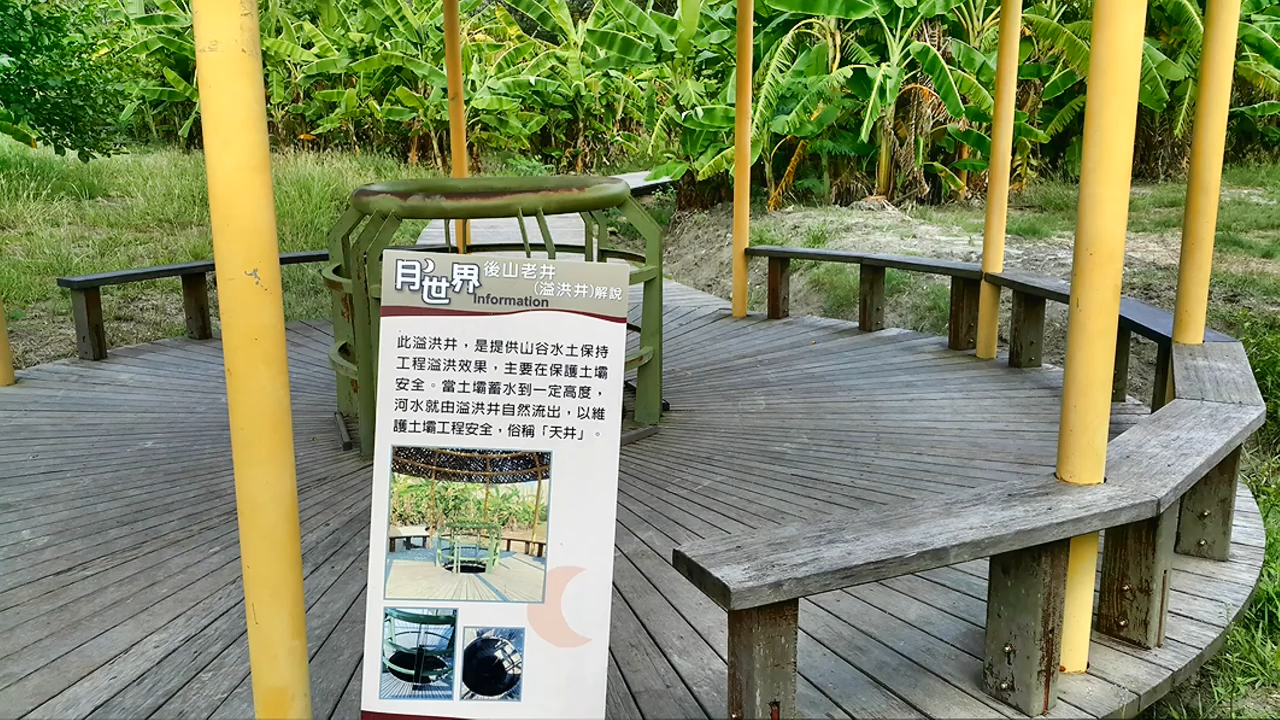 月世界
後山老井
(溢洪井)解說
Information
此溢洪井，是提供山谷水土保持
工程溢洪效果，主要在保護土壩
安全。當土壩蓄水到一定高度，
河水就由溢洪井自然流出，以維
護土壩工程安全，俗稱「天井」。